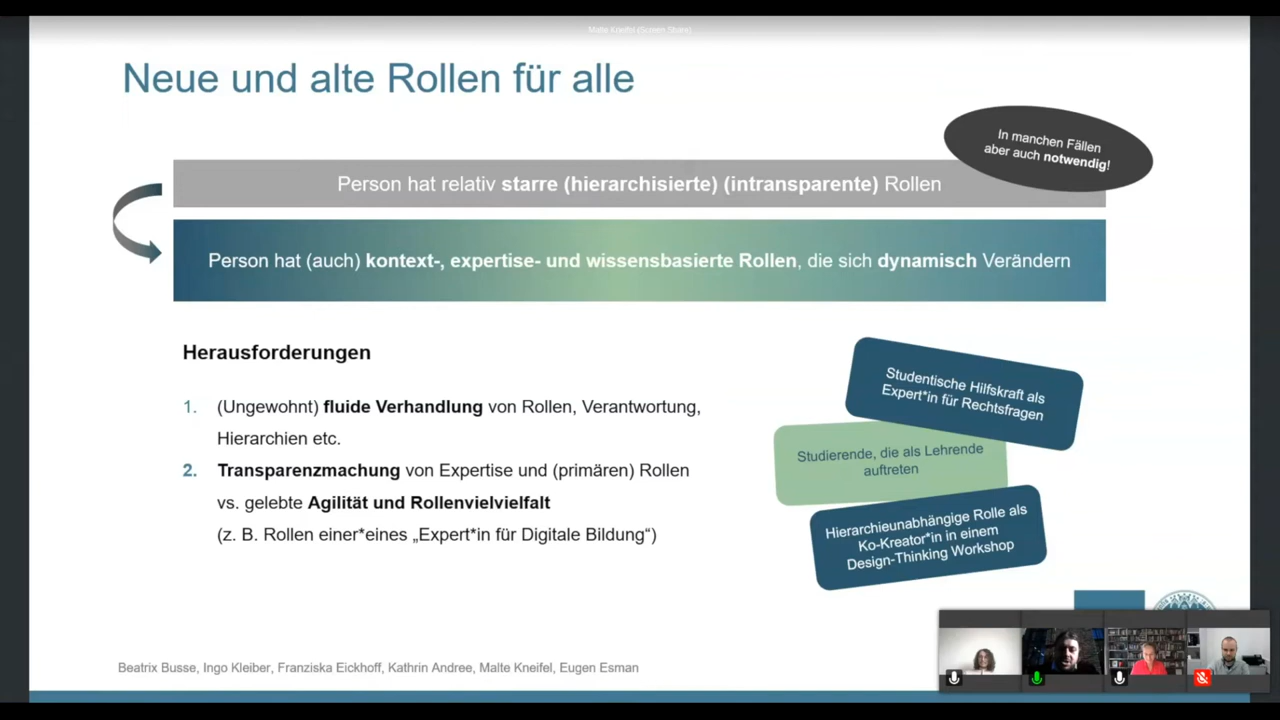 Malte Kneifel (Screen Share)
Neue und alte Rollen für alle
In manchen Fällen
aber auch notwendig!
Person hat relativ starre (hierarchisierte) (intransparente) Rollen
Person hat (auch) kontext-, expertise- und wissensbasierte Rollen, die sich dynamisch Verändern
Herausforderungen
1. (Ungewohnt) fluide Verhandlung von Rollen, Verantwortung,
Hierarchien etc.
2. Transparenzmachung von Expertise und (primären) Rollen
vs. gelebte Agilität und Rollenvielvielfalt
(z. B. Rollen einer*eines „Expert*in für Digitale Bildung“)
Studentische Hilfskraft als
Expert*in für Rechtsfragen
Studierende, die als Lehrende
auftreten
Hierarchieunabhängige Rolle als
Ko-Kreator*in in einem
Design-Thinking Workshop
Beatrix Busse, Ingo Kleiber, Franziska Eickhoff, Kathrin Andree, Malte Kneifel, Eugen Esman